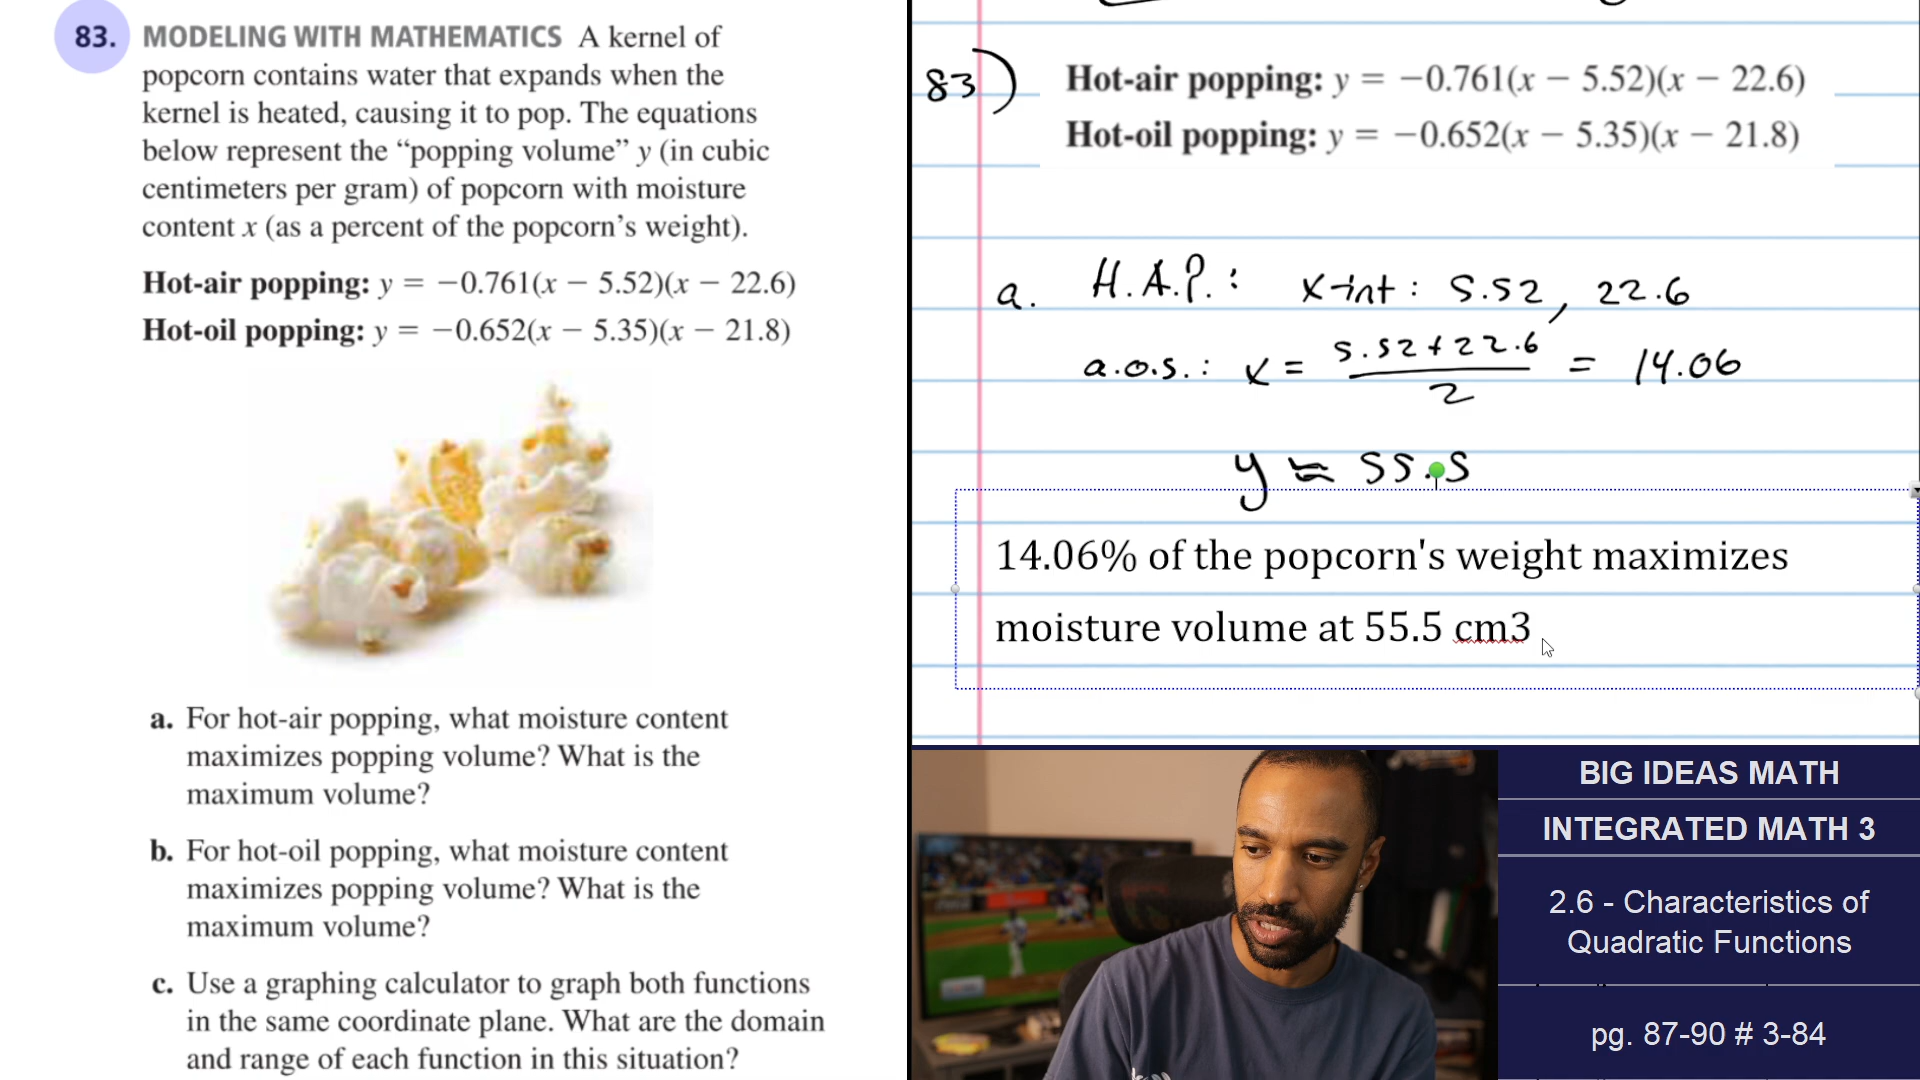 83. MODELING WITH MATHEMATICS A kernel of
popcorn contains water that expands when the
kernel is heated, causing it to pop. The equations
below represent the “popping volume” y (in cubic
centimeters per gram) of popcorn with moisture
content x (as a percent of the popcorn’s weight).
Hot-air popping: y = −0.761(x − 5.52)(x − 22.6)
Hot-oil popping: y = −0.652(x − 5.35)(x − 21.8)
a. For hot-air popping, what moisture content
maximizes popping volume? What is the
maximum volume?
b. For hot-oil popping, what moisture content
maximizes popping volume? What is the
maximum volume?
c. Use a graphing calculator to graph both functions
in the same coordinate plane. What are the domain
and range of each function in this situation?
83)
Hot-air popping: y = −0.761(x − 5.52)(x − 22.6)
Hot-oil popping: y = −0.652(x − 5.35)(x − 21.8)
a. H.A.P.: x-int: 5.52, 22.6
a.o.s.: x = 5.52+22.6 / 2 = 14.06
y ≈ 55.5
14.06% of the popcorn's weight maximizes
moisture volume at 55.5 cm3
BIG IDEAS MATH
INTEGRATED MATH 3
2.6 - Characteristics of
Quadratic Functions
pg. 87-90 # 3-84